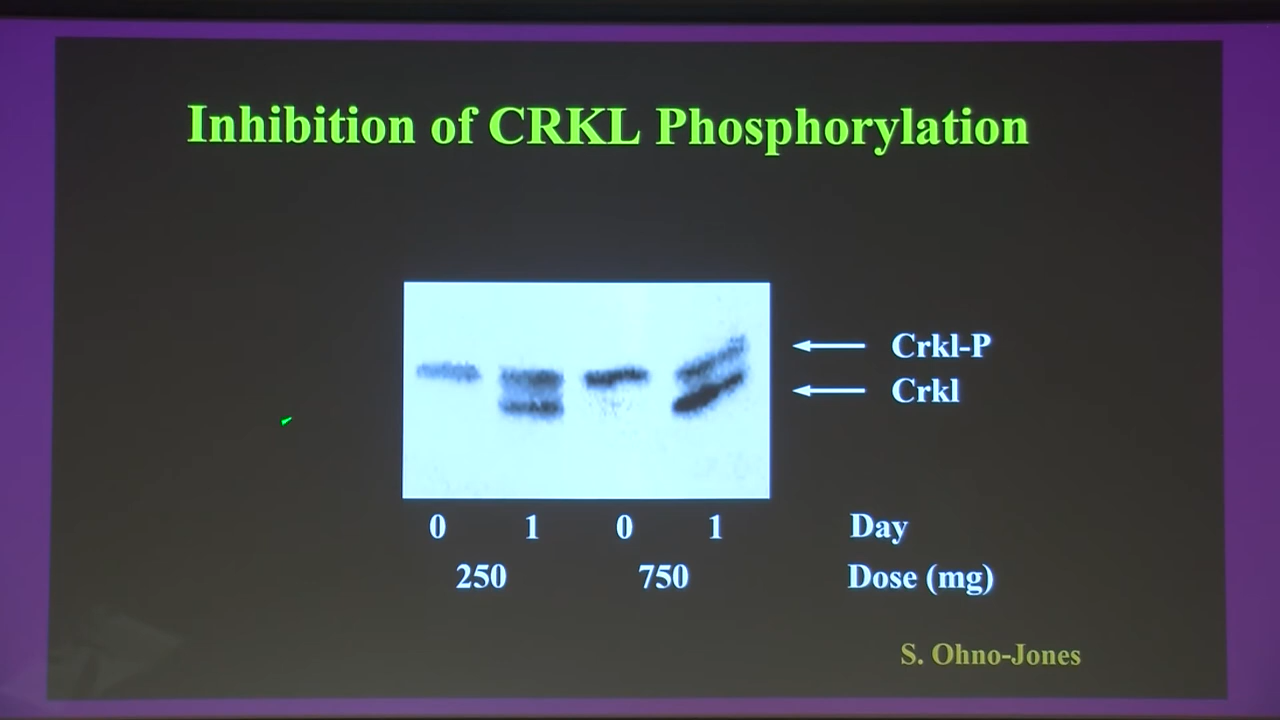 Inhibition of CRKL Phosphorylation
Crkl-P
Crkl
0 1 0 1 Day
250 750 Dose (mg)
S. Ohno-Jones